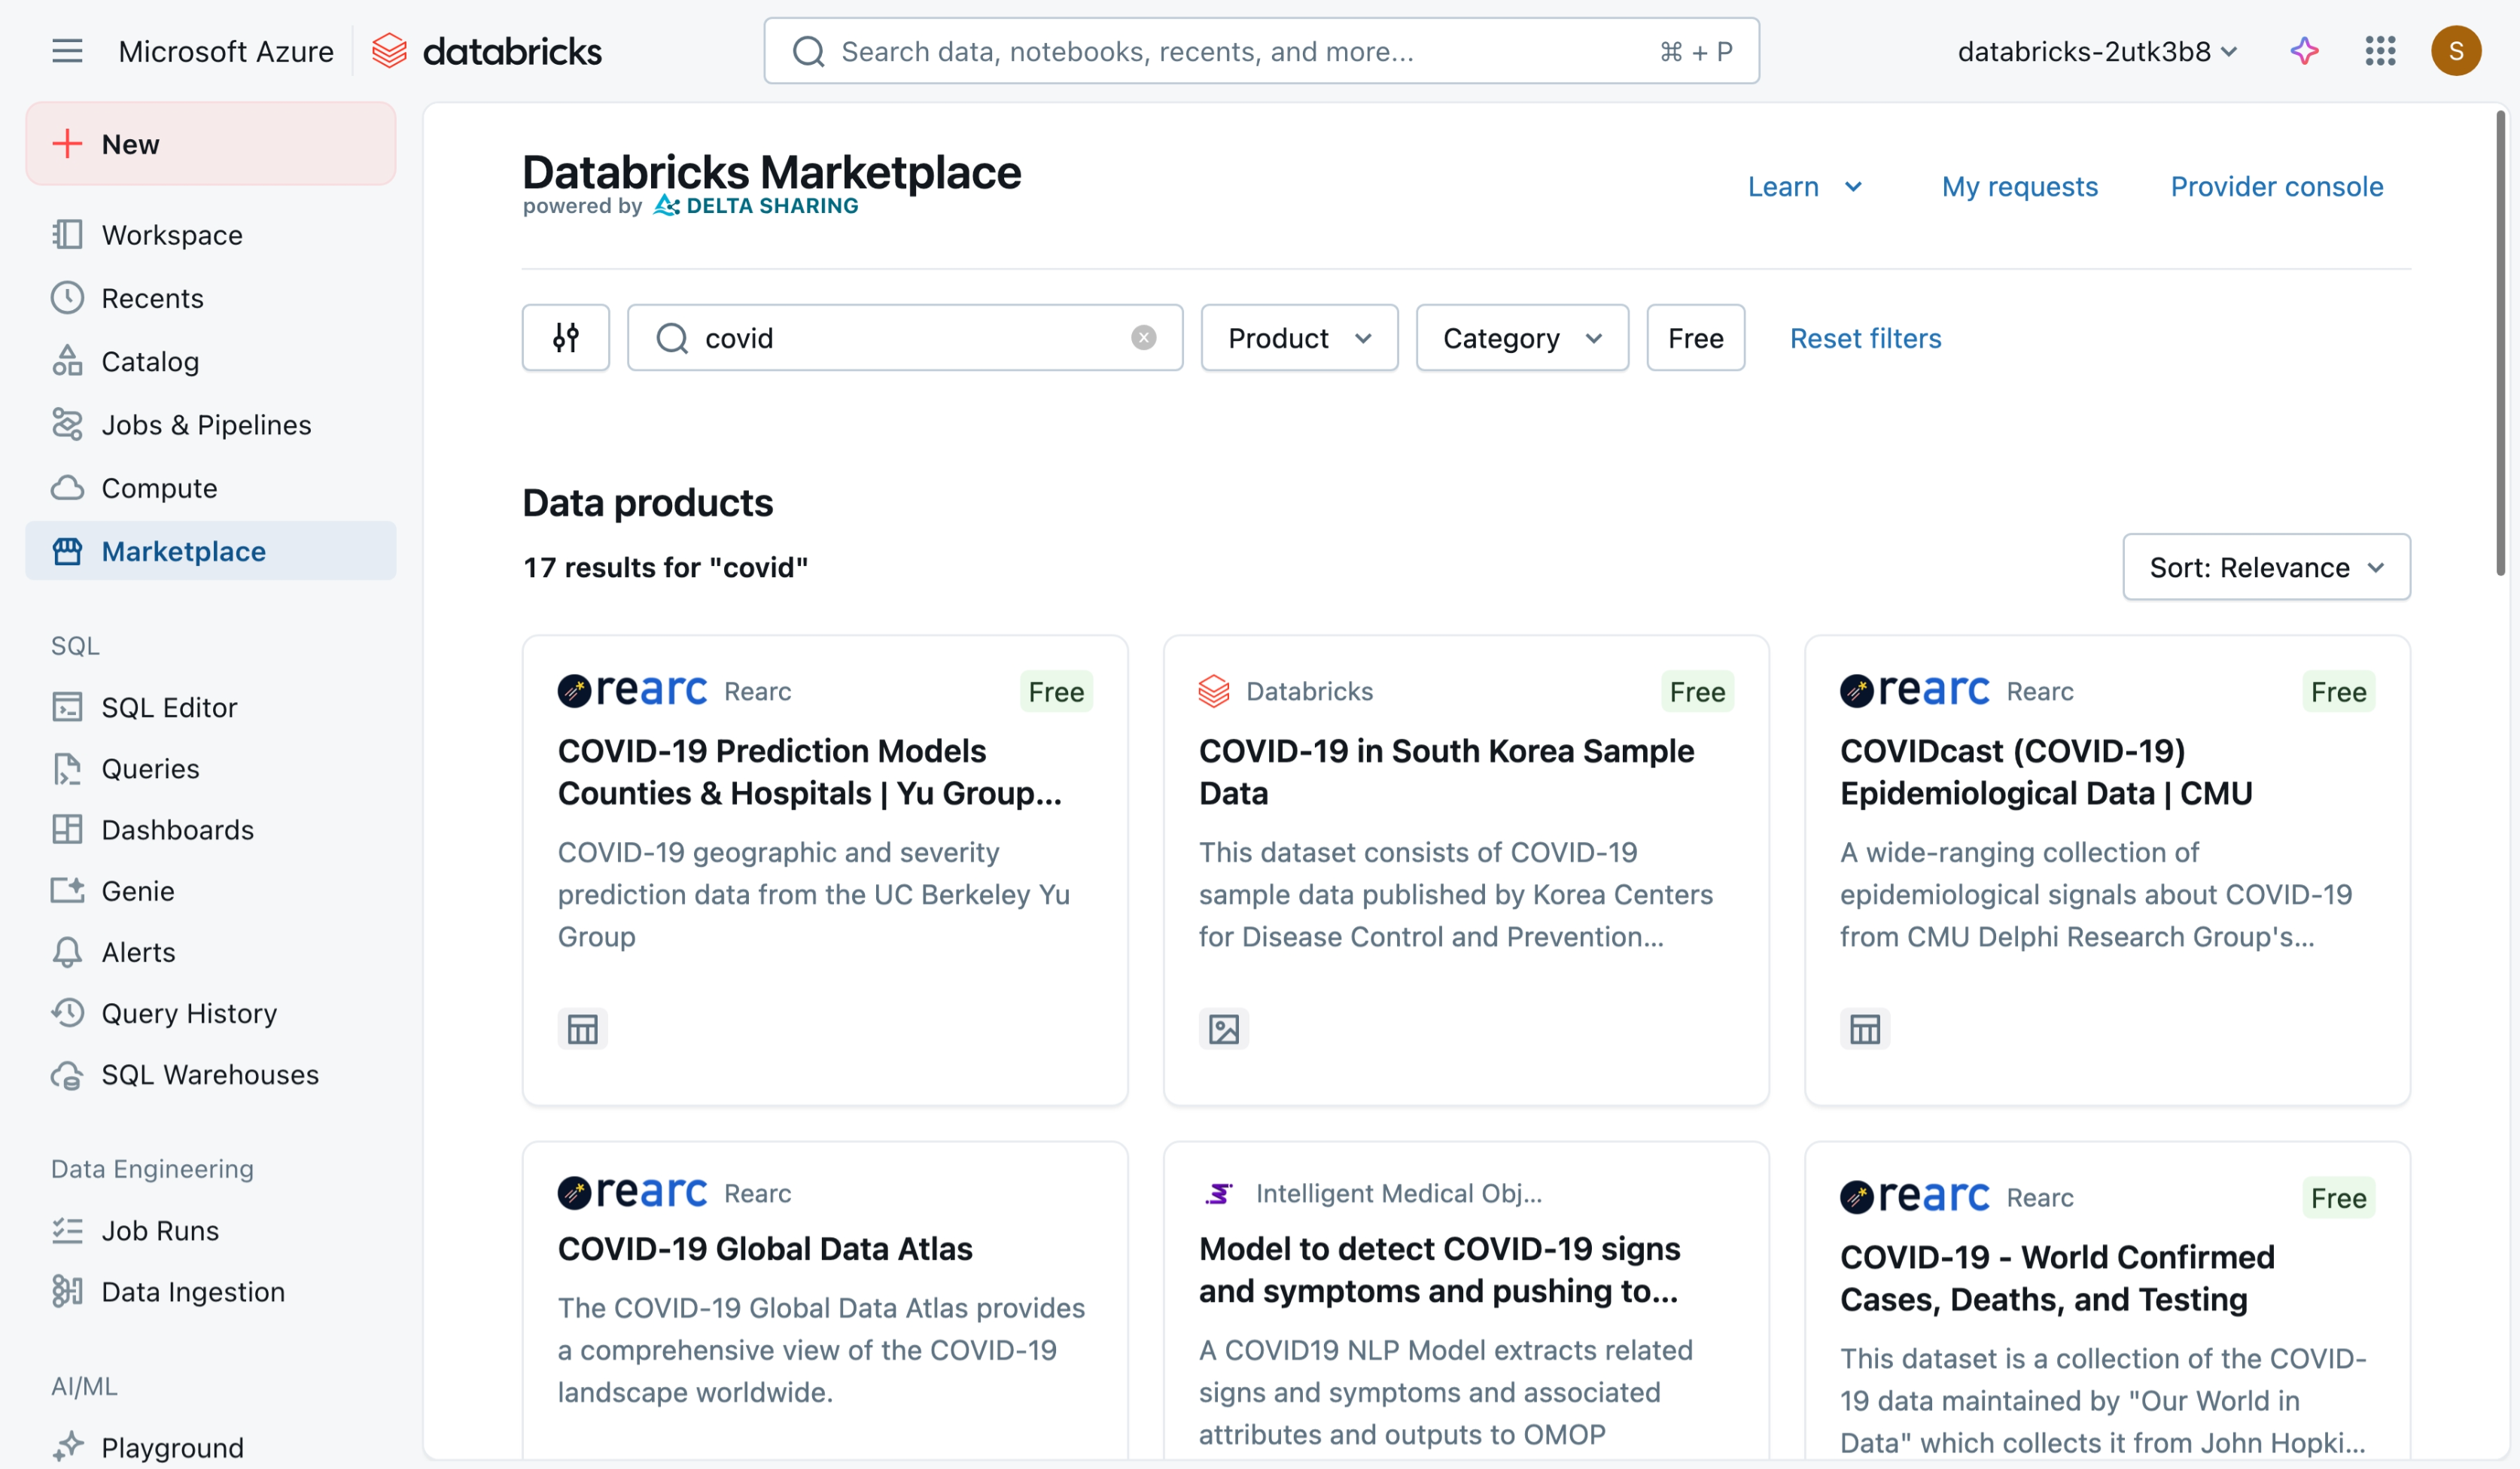 Microsoft Azure databricks
Search data, notebooks, recents, and more... ⌘ + P
databricks-2utk3b8
S
New
Workspace
Recents
Catalog
Jobs & Pipelines
Compute
Marketplace
SQL
SQL Editor
Queries
Dashboards
Genie
Alerts
Query History
SQL Warehouses
Data Engineering
Job Runs
Data Ingestion
AI/ML
Playground
Databricks Marketplace
powered by DELTA SHARING
Learn My requests Provider console
covid Product Category Free Reset filters
Data products
17 results for "covid"
Sort: Relevance
rearc Rearc Free
COVID-19 Prediction Models
Counties & Hospitals | Yu Group...
COVID-19 geographic and severity
prediction data from the UC Berkeley Yu
Group
Databricks Free
COVID-19 in South Korea Sample
Data
This dataset consists of COVID-19
sample data published by Korea Centers
for Disease Control and Prevention...
rearc Rearc Free
COVIDcast (COVID-19)
Epidemiological Data | CMU
A wide-ranging collection of
epidemiological signals about COVID-19
from CMU Delphi Research Group's...
rearc Rearc
COVID-19 Global Data Atlas
The COVID-19 Global Data Atlas provides
a comprehensive view of the COVID-19
landscape worldwide.
Intelligent Medical Obj...
Model to detect COVID-19 signs
and symptoms and pushing to...
A COVID19 NLP Model extracts related
signs and symptoms and associated
attributes and outputs to OMOP
rearc Rearc Free
COVID-19 - World Confirmed
Cases, Deaths, and Testing
This dataset is a collection of the COVID-
19 data maintained by "Our World in
Data" which collects it from John Hopki...